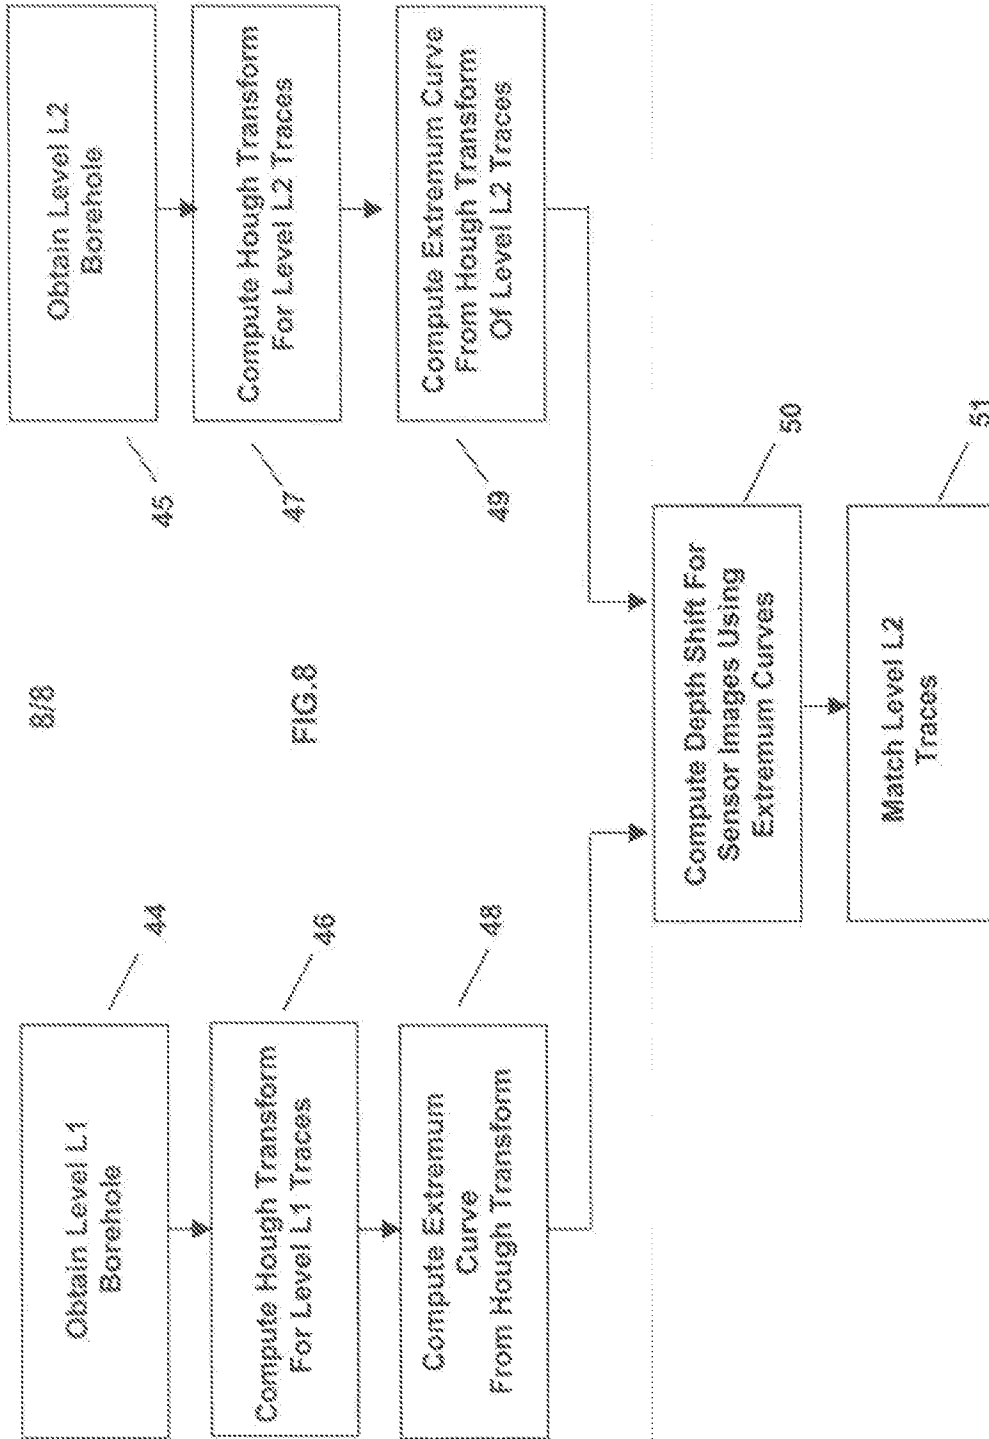 8/8
FIG.8
Obtain Level L1
Borehole
44
Compute Hough Transform
For Level L1 Traces
46
Compute Extremum
Curve
From Hough Transform
48
Obtain Level L2
Borehole
45
Compute Hough Transform
For Level L2 Traces
47
Compute Extremum Curve
From Hough Transform
Of Level L2 Traces
49
Compute Depth Shift For
Sensor Images Using
Extremum Curves
50
Match Level L2
Traces
51